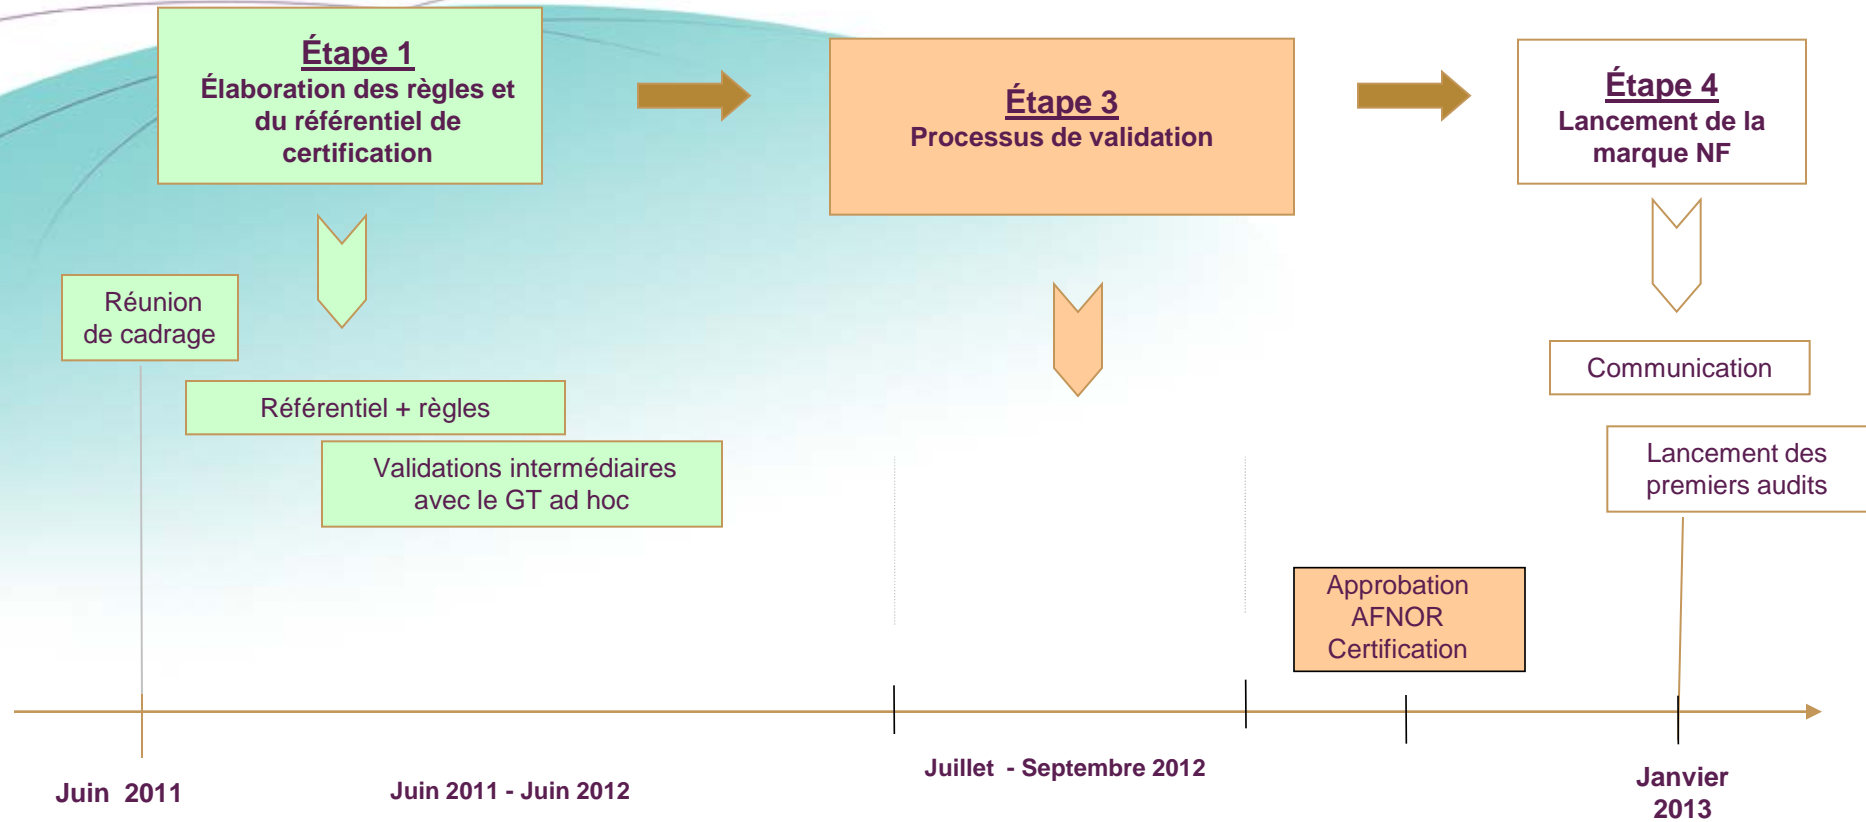 Étape 1
Élaboration des règles et
du référentiel de
certification
Étape 3
Processus de validation
Étape 4
Lancement de la
marque NF
Réunion
de cadrage
Référentiel + règles
Validations intermédiaires
avec le GT ad hoc
Communication
Lancement des
premiers audits
Approbation
AFNOR
Certification
Juin 2011
Juin 2011 - Juin 2012
Juillet - Septembre 2012
Janvier
2013